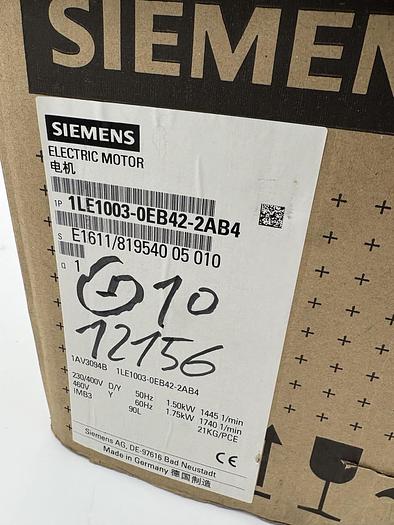 SIEMEN
SIEMENS
ELECTRIC MOTOR
电机
1P 1LE1003-0EB42-2AB4
S E1611/819540 05 010
Q 1
10
12156
1AV3094B 1LE1003-0EB42-2AB4
230/400V D/Y 50Hz 1.50kW 1445 1/min
460V Y 60Hz 1.75kW 1740 1/min
IMB3 90L 21KG/PCE
Siemens AG, DE-97616 Bad Neustadt
Made in Germany 德国制造 CE